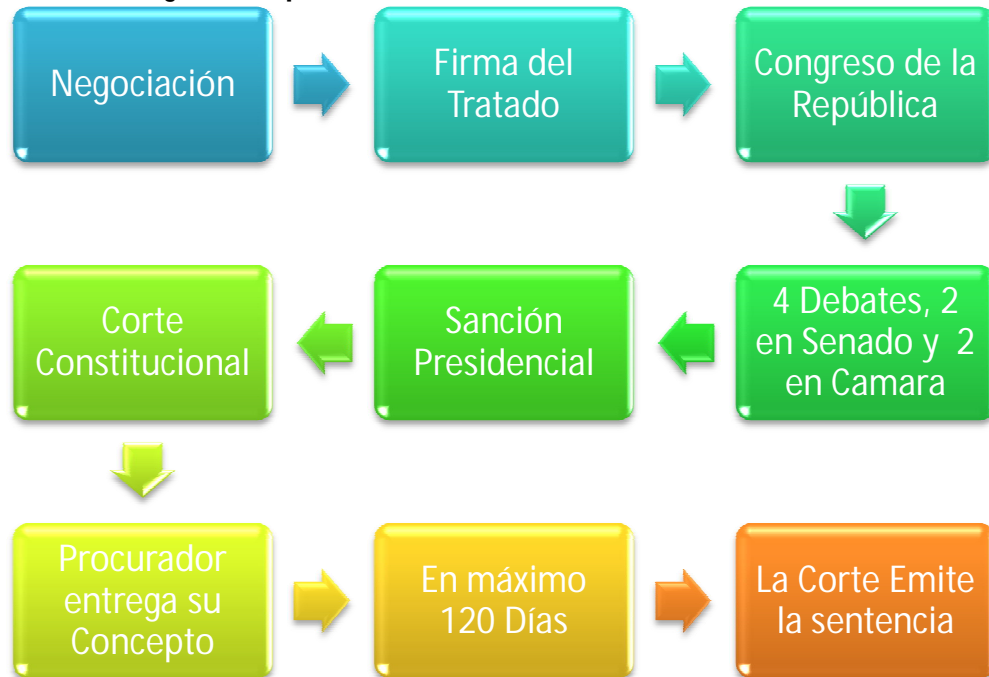 Negociación
Firma del
Tratado
Congreso de la
República
4 Debates, 2
en Senado y 2
en Camara
Sanción
Presidencial
Corte
Constitucional
Procurador
entrega su
Concepto
En máximo
120 Días
La Corte Emite
la sentencia